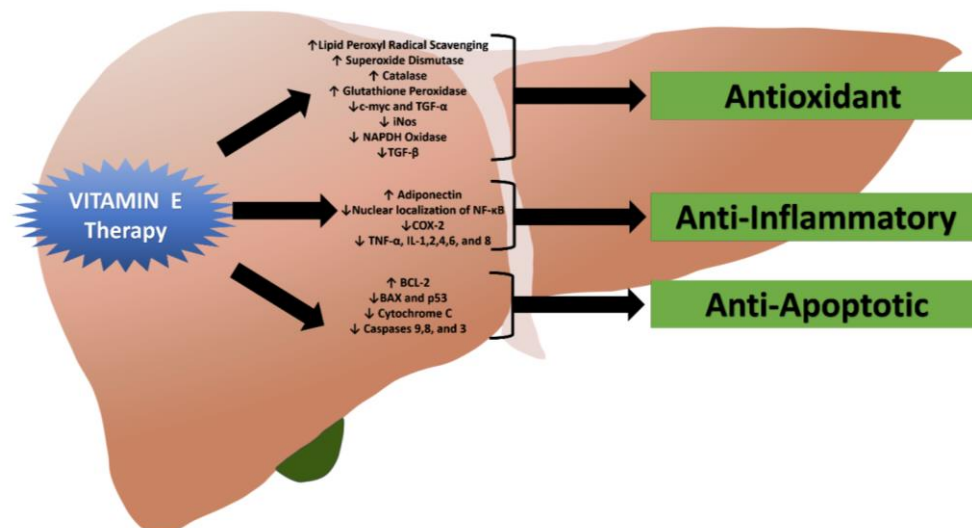 VITAMIN E
Therapy
↑Lipid Peroxyl Radical Scavenging
↑ Superoxide Dismutase
↑ Catalase
↑ Glutathione Peroxidase
↓c-myc and TGF-α
↓ iNos
↓ NAPDH Oxidase
↓TGF-β
Antioxidant
↑ Adiponectin
↓Nuclear localization of NF-κB
↓COX-2
↓ TNF-α, IL-1,2,4,6, and 8
Anti-Inflammatory
↑ BCL-2
↓BAX and p53
↓ Cytochrome C
↓ Caspases 9,8, and 3
Anti-Apoptotic